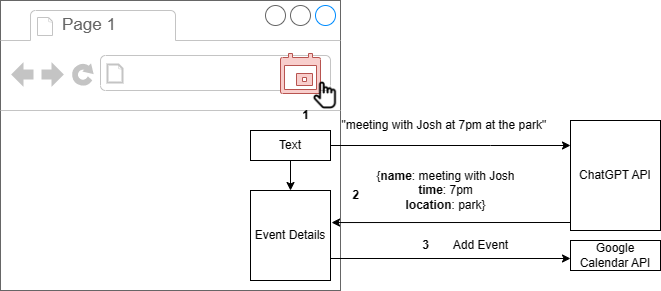 Page 1
1
"meeting with Josh at 7pm at the park"
Text
ChatGPT API
{name: meeting with Josh
time: 7pm
location: park}
2
Event Details
3 Add Event
Google
Calendar API